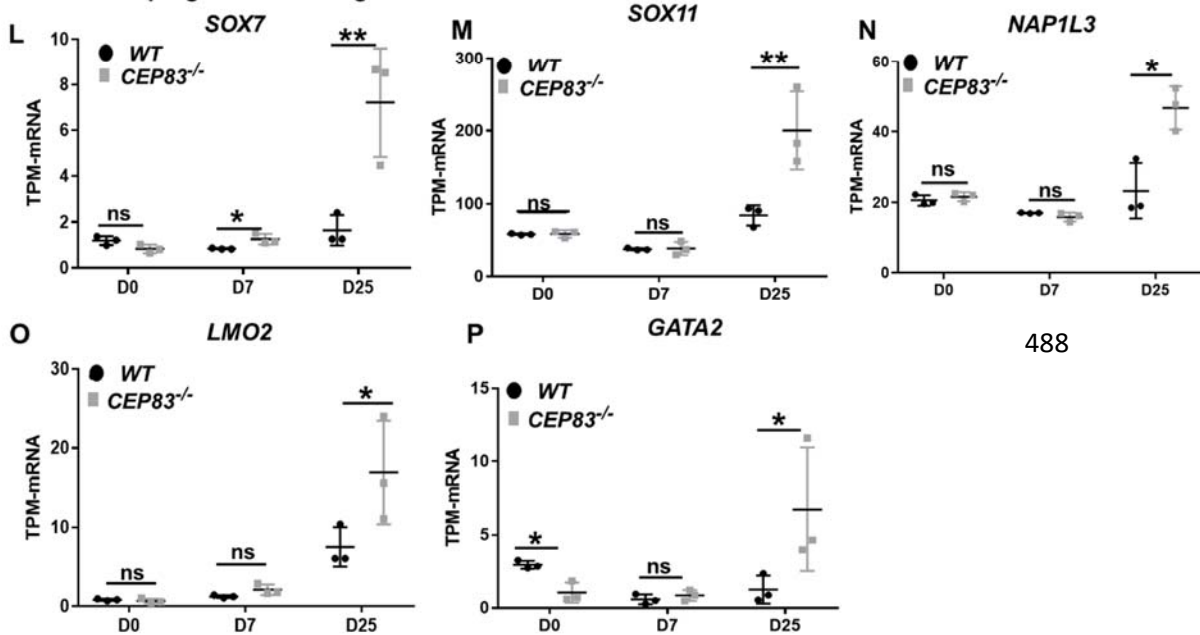 L
SOX7
TPM-mRNA
10
8
6
4
2
0
WT
CEP83-/-
ns
*
**
D0 D7 D25
M
SOX11
TPM-mRNA
300
200
100
0
WT
CEP83-/-
ns
ns
**
D0 D7 D25
N
NAP1L3
TPM-mRNA
60
40
20
0
WT
CEP83-/-
ns
ns
*
D0 D7 D25
O
LMO2
TPM-mRNA
30
20
10
0
WT
CEP83-/-
ns
ns
*
D0 D7 D25
P
GATA2
TPM-mRNA
15
10
5
0
WT
CEP83-/-
*
ns
*
D0 D7 D25
488